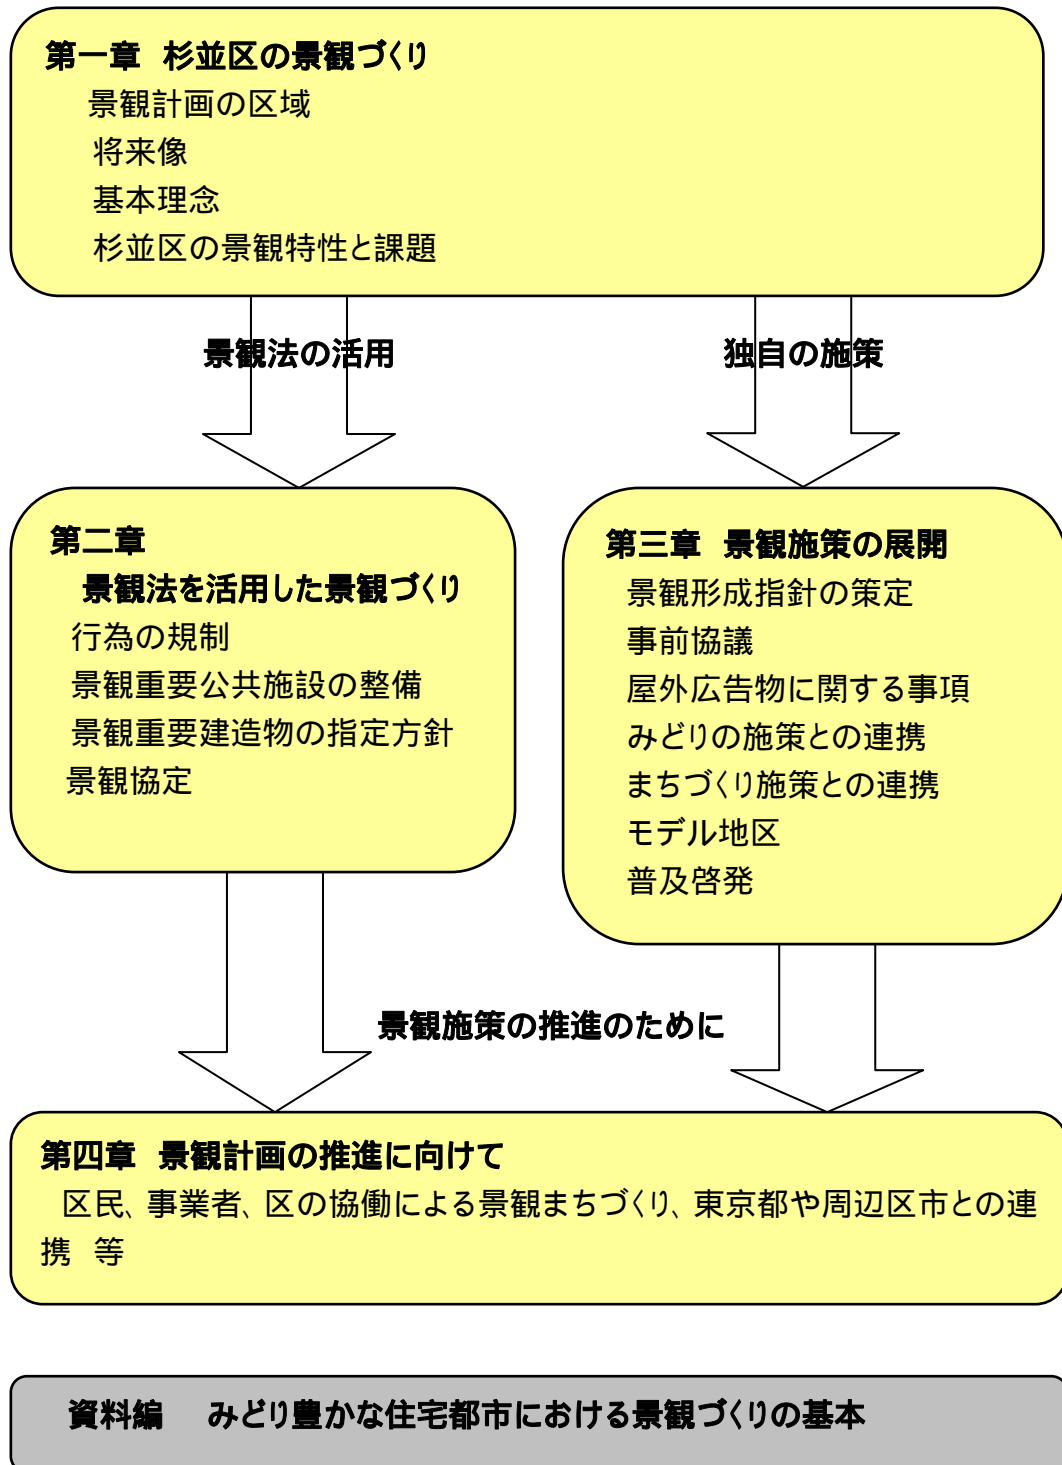 第一章 杉並区の景観づくり
景観計画の区域
将来像
基本理念
杉並区の景観特性と課題
景観法の活用
独自の施策
第二章
景観法を活用した景観づくり
行為の規制
景観重要公共施設の整備
景観重要建造物の指定方針
景観協定
第三章 景観施策の展開
景観形成指針の策定
事前協議
屋外広告物に関する事項
みどりの施策との連携
まちづくり施策との連携
モデル地区
普及啓発
景観施策の推進のために
第四章 景観計画の推進に向けて
区民、事業者、区の協働による景観まちづくり、東京都や周辺区市との連
携 等
資料編 みどり豊かな住宅都市における景観づくりの基本